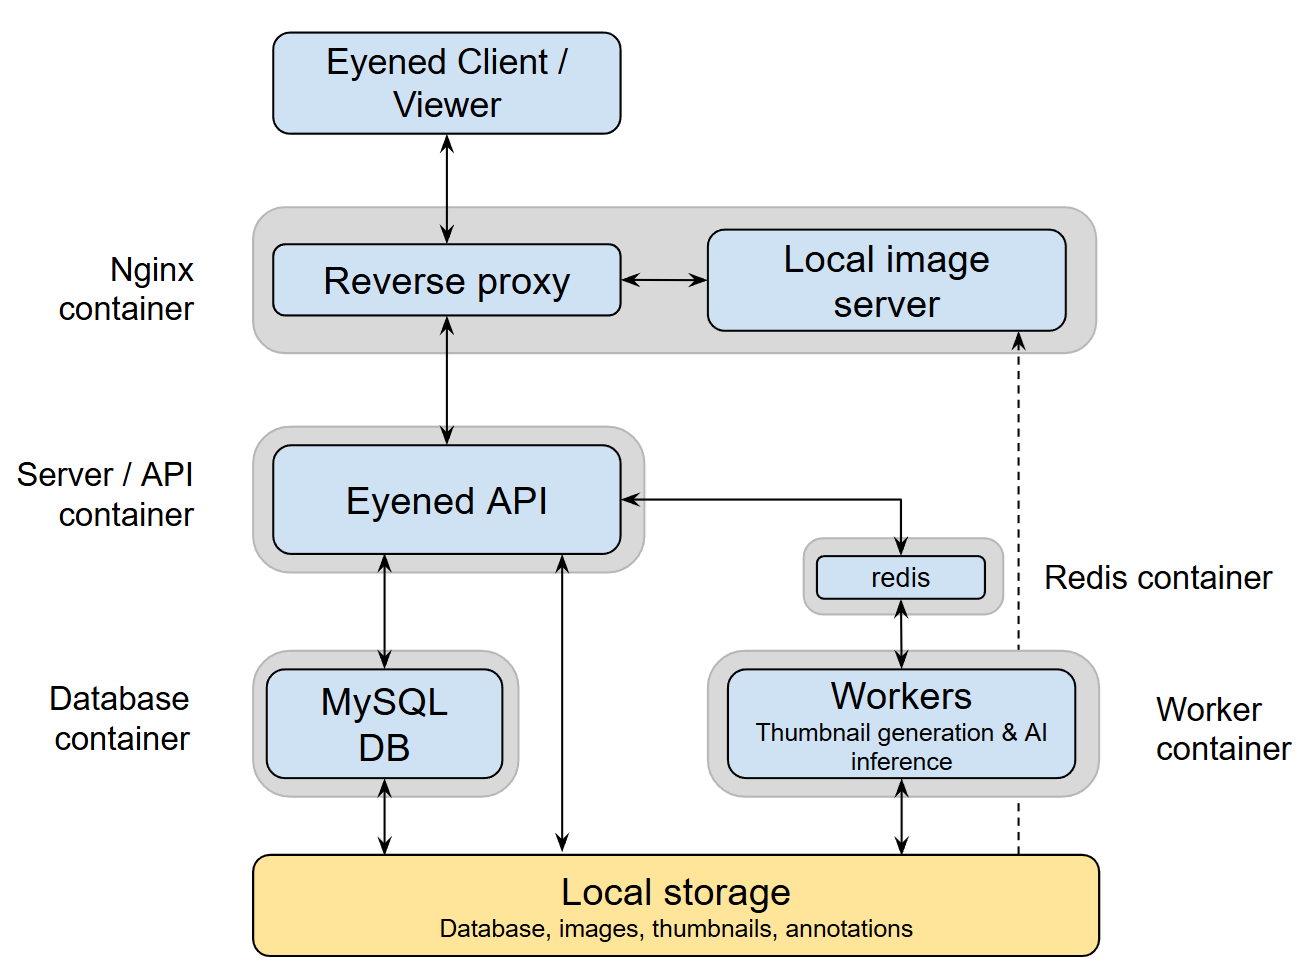 Eyened Client /
Viewer
Nginx
container
Reverse proxy
Local image
server
Server / API
container
Eyened API
redis
Redis container
Database
container
MySQL
DB
Workers
Thumbnail generation & AI
inference
Worker
container
Local storage
Database, images, thumbnails, annotations